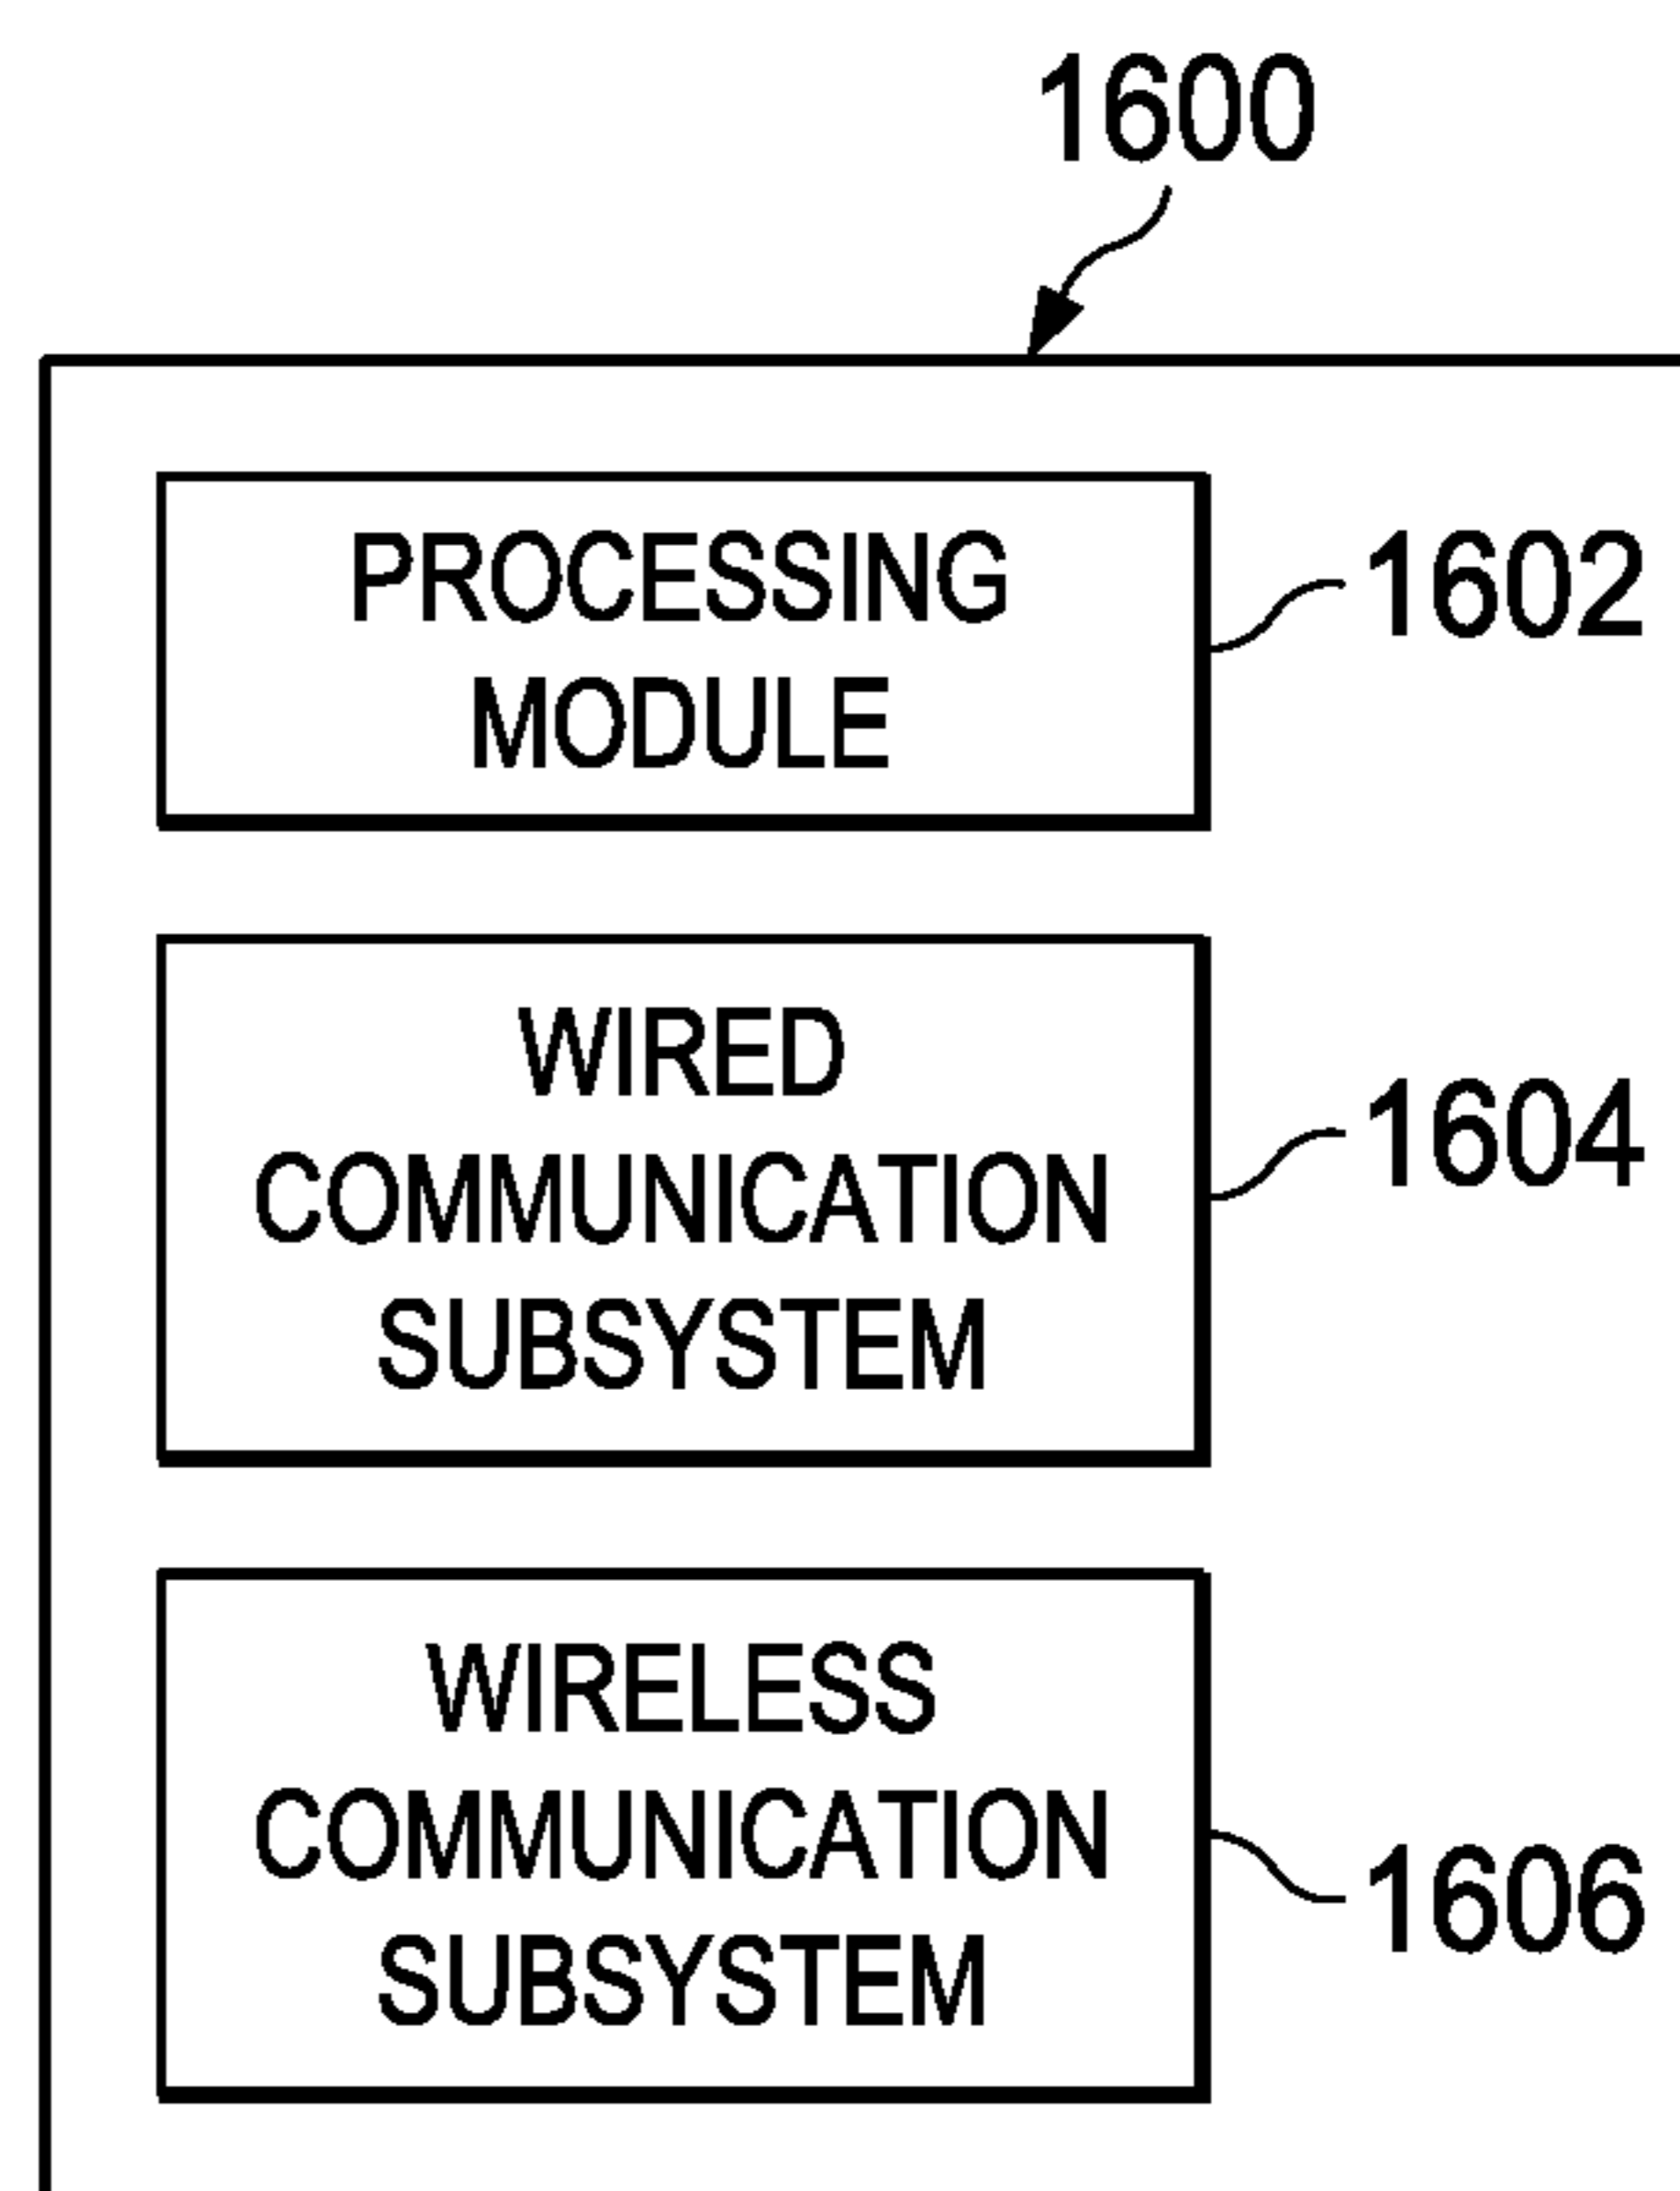 1600
PROCESSING
MODULE
1602
WIRED
COMMUNICATION
SUBSYSTEM
1604
WIRELESS
COMMUNICATION
SUBSYSTEM
1606